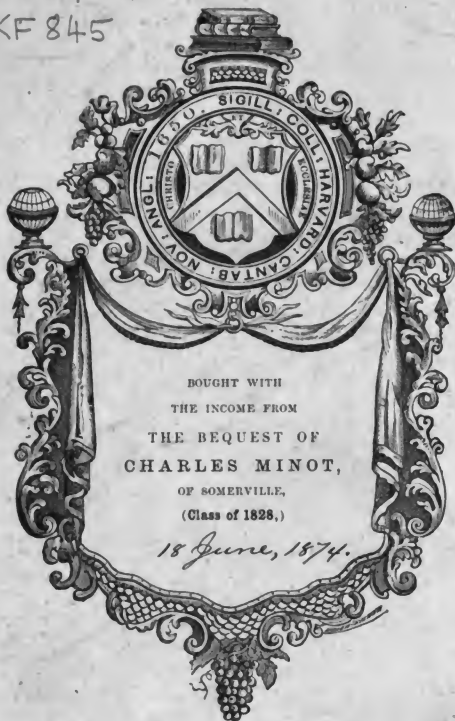 KF 845
SIGILL: COLL: HARVARD: CANTAB: NOV: ANGL: 1650.
ET
CHRISTO
ECCLESIAE
BOUGHT WITH
THE INCOME FROM
THE BEQUEST OF
CHARLES MINOT,
OF SOMERVILLE,
(Class of 1828,)
18 June, 1874.